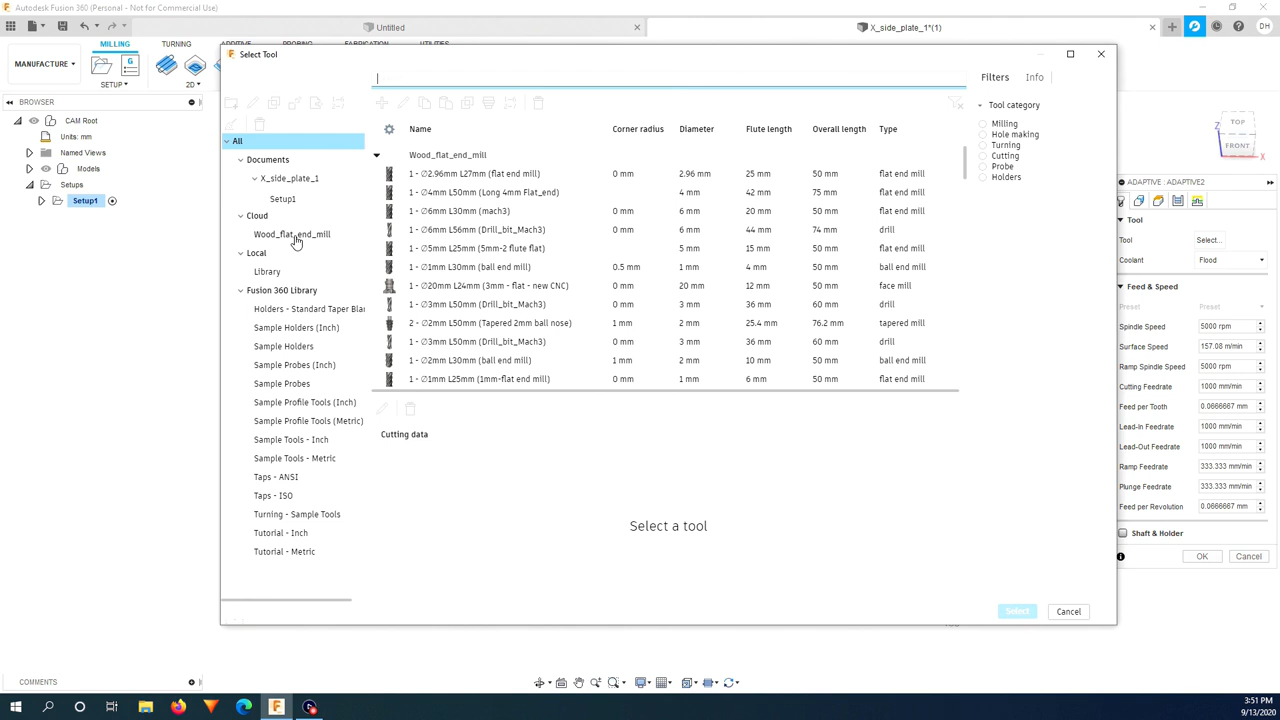 Autodesk Fusion 360 (Personal - Not for Commercial Use)
Untitled
X_side_plate_1*(1)
DH
MANUFACTURE
MILLING
TURNING
ADDITIVE
PROBING
FABRICATION
UTILITIES
SETUP
2D
BROWSER
CAM Root
Units: mm
Named Views
Models
Setups
Setup1
Select Tool
All
Documents
X_side_plate_1
Setup1
Cloud
Wood_flat_end_mill
Local
Library
Fusion 360 Library
Holders - Standard Taper Blan
Sample Holders (Inch)
Sample Holders
Sample Probes (Inch)
Sample Probes
Sample Profile Tools (Inch)
Sample Profile Tools (Metric)
Sample Tools - Inch
Sample Tools - Metric
Taps - ANSI
Taps - ISO
Turning - Sample Tools
Tutorial - Inch
Tutorial - Metric
Name Corner radius Diameter Flute length Overall length Type
Wood_flat_end_mill
1 - Ø2.96mm L27mm (flat end mill) 0 mm 2.96 mm 25 mm 50 mm flat end mill
1 - Ø4mm L50mm (Long 4mm Flat_end) 4 mm 42 mm 75 mm flat end mill
1 - Ø6mm L30mm (mach3) 0 mm 6 mm 20 mm 50 mm flat end mill
1 - Ø6mm L56mm (Drill_bit_Mach3) 0 mm 6 mm 44 mm 74 mm drill
1 - Ø5mm L25mm (5mm-2 flute flat) 5 mm 15 mm 50 mm flat end mill
1 - Ø1mm L30mm (ball end mill) 0.5 mm 1 mm 4 mm 50 mm ball end mill
1 - Ø20mm L24mm (3mm - flat - new CNC) 0 mm 20 mm 12 mm 50 mm face mill
1 - Ø3mm L50mm (Drill_bit_Mach3) 0 mm 3 mm 36 mm 60 mm drill
2 - Ø2mm L50mm (Tapered 2mm ball nose) 1 mm 2 mm 25.4 mm 76.2 mm tapered mill
1 - Ø3mm L50mm (Drill_bit_Mach3) 0 mm 3 mm 36 mm 60 mm drill
1 - Ø2mm L30mm (ball end mill) 1 mm 2 mm 10 mm 50 mm ball end mill
1 - Ø1mm L25mm (1mm-flat end mill) 0 mm 1 mm 6 mm 50 mm flat end mill
Cutting data
Select a tool
Select
Cancel
Filters
Info
Tool category
Milling
Hole making
Turning
Cutting
Probe
Holders
TOP
FRONT
Z
X
ADAPTIVE : ADAPTIVE2
Tool
Tool Select...
Coolant Flood
Feed & Speed
Preset Preset
Spindle Speed 5000 rpm
Surface Speed 157.08 m/min
Ramp Spindle Speed 5000 rpm
Cutting Feedrate 1000 mm/min
Feed per Tooth 0.0666667 mm
Lead-In Feedrate 1000 mm/min
Lead-Out Feedrate 1000 mm/min
Ramp Feedrate 333.333 mm/min
Plunge Feedrate 333.333 mm/min
Feed per Revolution 0.0666667 mm
Shaft & Holder
OK
Cancel
COMMENTS
3:51 PM
9/13/2020